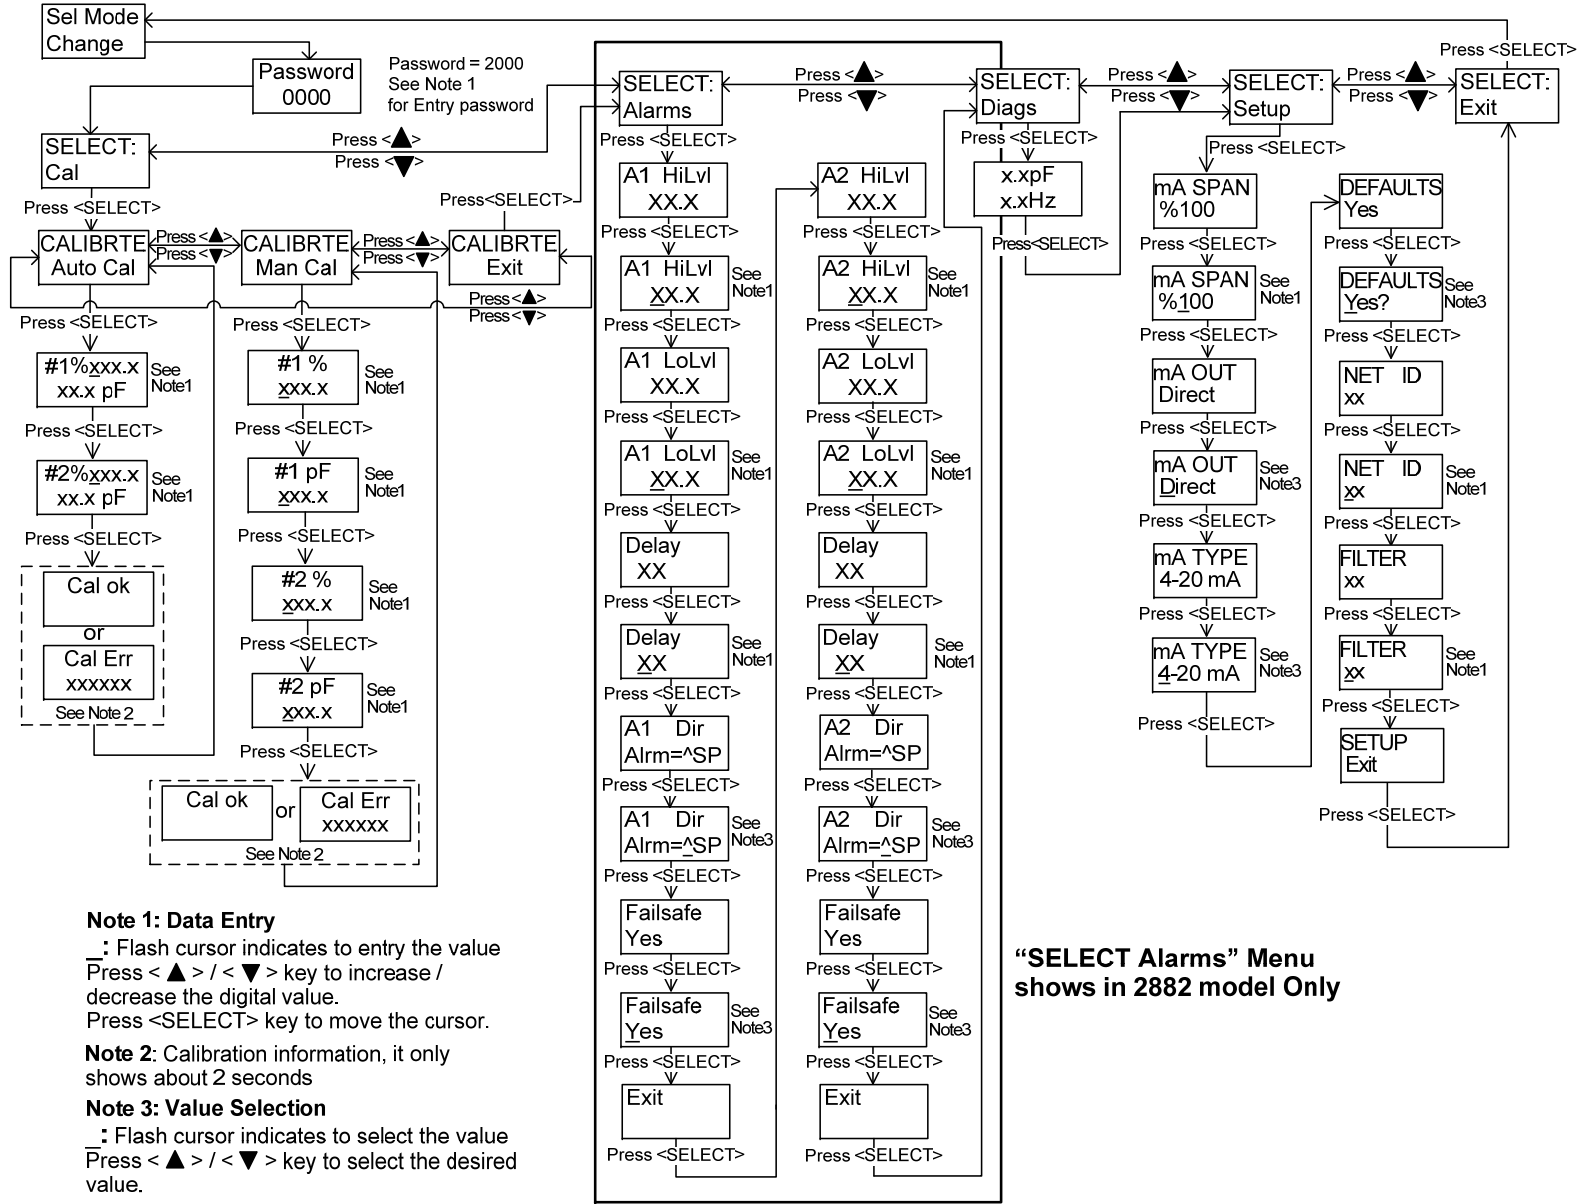 Sel Mode
Change
Password
0000
Password = 2000
See Note 1
for Entry password
SELECT:
Cal
Press <▲>
Press <▼>
Press <SELECT>
CALIBRTE
Auto Cal
Press <▲>
Press <▼>
CALIBRTE
Man Cal
Press <▲>
Press <▼>
CALIBRTE
Exit
Press<SELECT>
Press<▲>
Press<▼>
Press <SELECT>
#1%xxx.x
xx.x pF
See
Note1
Press <SELECT>
#2%xxx.x
xx.x pF
See
Note1
Press <SELECT>
Cal ok
or
Cal Err
xxxxxx
See Note 2
Press <SELECT>
#1 %
xxx.x
See
Note1
Press <SELECT>
#1 pF
xxx.x
See
Note1
Press <SELECT>
#2 %
xxx.x
See
Note1
Press <SELECT>
#2 pF
xxx.x
See
Note1
Press <SELECT>
Cal ok
or
Cal Err
xxxxxx
See Note 2
SELECT:
Alarms
Press <▲>
Press <▼>
Press <SELECT>
A1 HiLvl
XX.X
Press <SELECT>
A1 HiLvl
XX.X
See
Note1
Press <SELECT>
A1 LoLvl
XX.X
Press <SELECT>
A1 LoLvl
XX.X
See
Note1
Press <SELECT>
Delay
XX
Press <SELECT>
Delay
XX
See
Note1
Press <SELECT>
A1 Dir
Alrm=^SP
Press <SELECT>
A1 Dir
Alrm=^SP
See
Note3
Press <SELECT>
Failsafe
Yes
Press <SELECT>
Failsafe
Yes
See
Note3
Press <SELECT>
Exit
Press <SELECT>
A2 HiLvl
XX.X
Press <SELECT>
A2 HiLvl
XX.X
See
Note1
Press <SELECT>
A2 LoLvl
XX.X
Press <SELECT>
A2 LoLvl
XX.X
See
Note1
Press <SELECT>
Delay
XX
Press <SELECT>
Delay
XX
See
Note1
Press <SELECT>
A2 Dir
Alrm=^SP
Press <SELECT>
A2 Dir
Alrm=^SP
See
Note3
Press <SELECT>
Failsafe
Yes
Press <SELECT>
Failsafe
Yes
See
Note3
Press <SELECT>
Exit
Press <SELECT>
SELECT:
Diags
Press <▲>
Press <▼>
Press <SELECT>
x.xpF
x.xHz
Press<SELECT>
SELECT:
Setup
Press <▲>
Press <▼>
Press <SELECT>
mA SPAN
%100
Press <SELECT>
mA SPAN
%100
See
Note1
Press <SELECT>
mA OUT
Direct
Press <SELECT>
mA OUT
Direct
See
Note3
Press <SELECT>
mA TYPE
4-20 mA
Press <SELECT>
mA TYPE
4-20 mA
See
Note3
Press <SELECT>
DEFAULTS
Yes
Press <SELECT>
DEFAULTS
Yes?
See
Note3
Press <SELECT>
NET ID
xx
Press <SELECT>
NET ID
xx
See
Note1
Press <SELECT>
FILTER
xx
Press <SELECT>
FILTER
xx
See
Note1
Press <SELECT>
SETUP
Exit
Press <SELECT>
Press <SELECT>
SELECT:
Exit
Note 1: Data Entry
_: Flash cursor indicates to entry the value
Press < ▲ > / < ▼ > key to increase /
decrease the digital value.
Press <SELECT> key to move the cursor.
Note 2: Calibration information, it only
shows about 2 seconds
Note 3: Value Selection
_: Flash cursor indicates to select the value
Press < ▲ > / < ▼ > key to select the desired
value.
“SELECT Alarms” Menu
shows in 2882 model Only